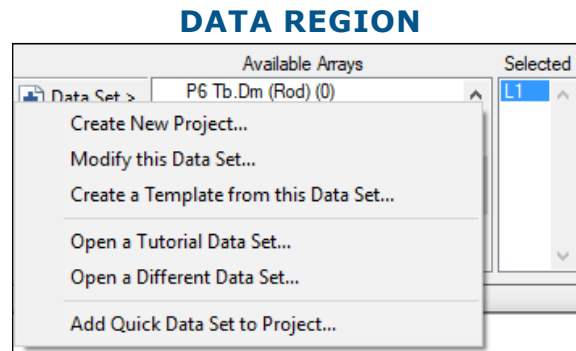 DATA REGION
Available Arrays Selected
Data Set > P6 Tb.Dm (Rod) (0) L1
Create New Project...
Modify this Data Set...
Create a Template from this Data Set...
Open a Tutorial Data Set...
Open a Different Data Set...
Add Quick Data Set to Project...